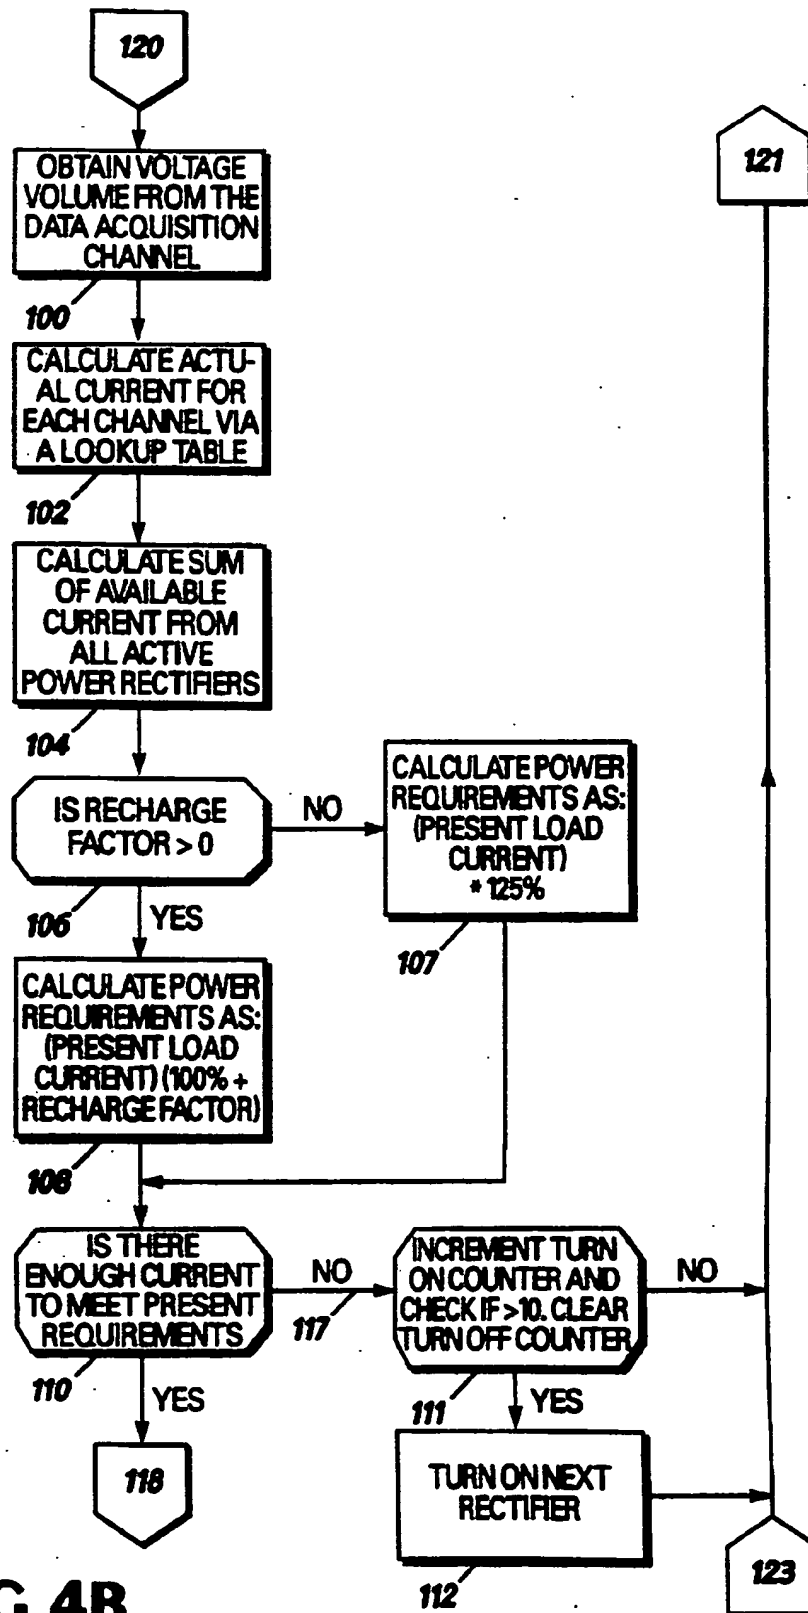 120
OBTAIN VOLTAGE
VOLUME FROM THE
DATA ACQUISITION
CHANNEL
100
CALCULATE ACTU-
AL CURRENT FOR
EACH CHANNEL VIA
A LOOKUP TABLE
102
CALCULATE SUM
OF AVAILABLE
CURRENT FROM
ALL ACTIVE
POWER RECTIFIERS
104
IS RECHARGE
FACTOR > 0
106
NO
CALCULATE POWER
REQUIREMENTS AS:
(PRESENT LOAD
CURRENT)
* 125%
107
YES
CALCULATE POWER
REQUIREMENTS AS:
(PRESENT LOAD
CURRENT) (100% +
RECHARGE FACTOR)
108
IS THERE
ENOUGH CURRENT
TO MEET PRESENT
REQUIREMENTS
110
NO
117
INCREMENT TURN
ON COUNTER AND
CHECK IF >10. CLEAR
TURN OFF COUNTER
111
NO
YES
118
YES
TURN ON NEXT
RECTIFIER
112
121
123
4B